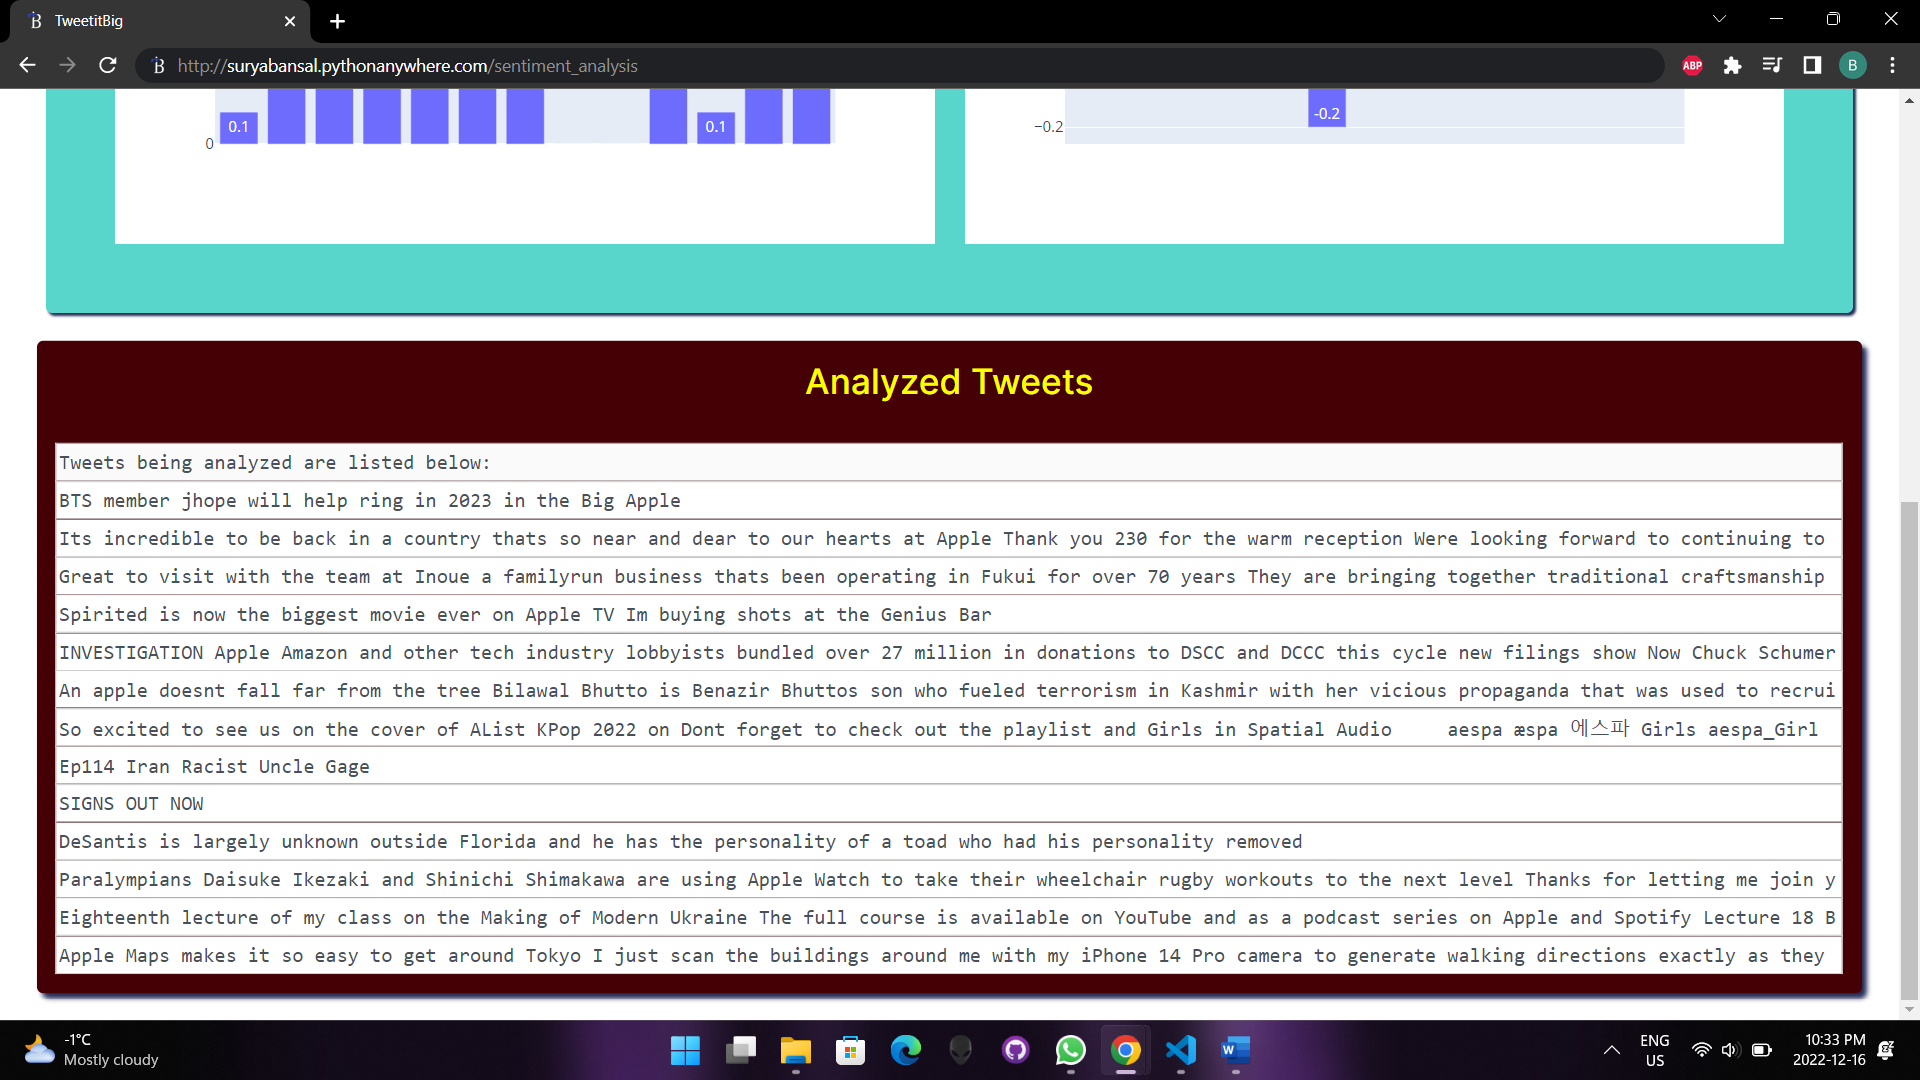 TweetitBig
http://suryabansal.pythonanywhere.com/sentiment_analysis
ABP
B
0.1
0.1
0
-0.2
−0.2
Analyzed Tweets
Tweets being analyzed are listed below:
BTS member jhope will help ring in 2023 in the Big Apple
Its incredible to be back in a country thats so near and dear to our hearts at Apple Thank you 230 for the warm reception Were looking forward to continuing to
Great to visit with the team at Inoue a familyrun business thats been operating in Fukui for over 70 years They are bringing together traditional craftsmanship
Spirited is now the biggest movie ever on Apple TV Im buying shots at the Genius Bar
INVESTIGATION Apple Amazon and other tech industry lobbyists bundled over 27 million in donations to DSCC and DCCC this cycle new filings show Now Chuck Schumer
An apple doesnt fall far from the tree Bilawal Bhutto is Benazir Bhuttos son who fueled terrorism in Kashmir with her vicious propaganda that was used to recrui
So excited to see us on the cover of AList KPop 2022 on Dont forget to check out the playlist and Girls in Spatial Audio aespa æspa 에스파 Girls aespa_Girl
Ep114 Iran Racist Uncle Gage
SIGNS OUT NOW
DeSantis is largely unknown outside Florida and he has the personality of a toad who had his personality removed
Paralympians Daisuke Ikezaki and Shinichi Shimakawa are using Apple Watch to take their wheelchair rugby workouts to the next level Thanks for letting me join y
Eighteenth lecture of my class on the Making of Modern Ukraine The full course is available on YouTube and as a podcast series on Apple and Spotify Lecture 18 B
Apple Maps makes it so easy to get around Tokyo I just scan the buildings around me with my iPhone 14 Pro camera to generate walking directions exactly as they
-1°C
Mostly cloudy
ENG
US
10:33 PM
2022-12-16